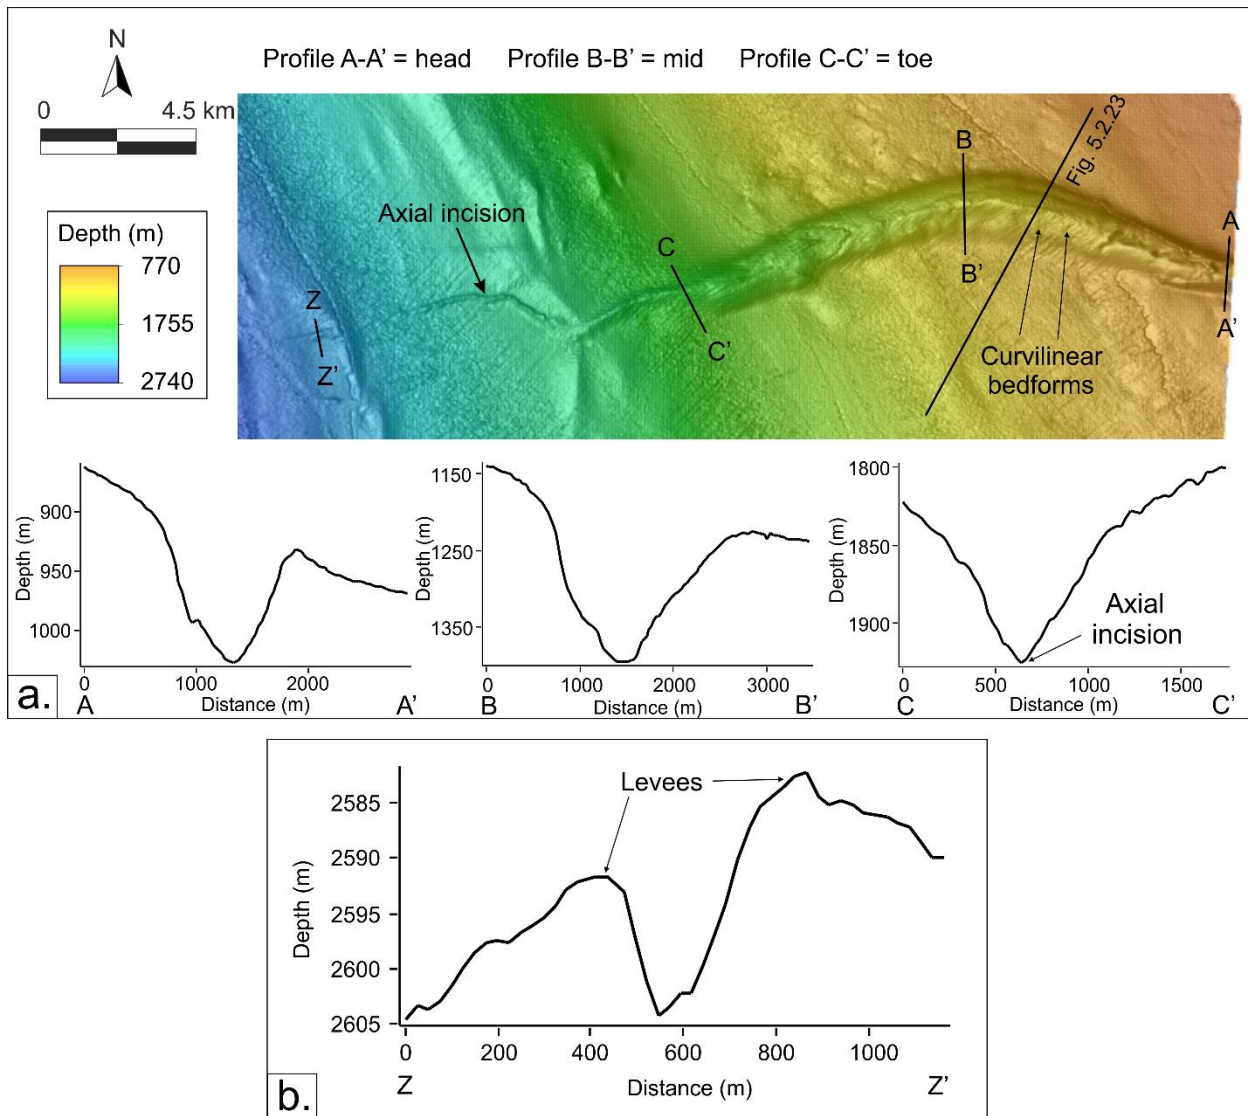 N
0 4.5 km
Profile A-A’ = head Profile B-B’ = mid Profile C-C’ = toe
Depth (m)
770
1755
2740
Axial incision
Z
Z’
C
C’
B
B’
Fig. 5.2.23
A
A’
Curvilinear
bedforms
Depth (m)
900
950
1000
0 1000 2000
A Distance (m) A’
Depth (m)
1150
1250
1350
0 1000 2000 3000
B Distance (m) B’
Depth (m)
1800
1850
1900
Axial
incision
0 500 1000 1500
C Distance (m) C’
a.
Levees
Depth (m)
2585
2590
2595
2600
2605
0 200 400 600 800 1000
Z Distance (m) Z’
b.